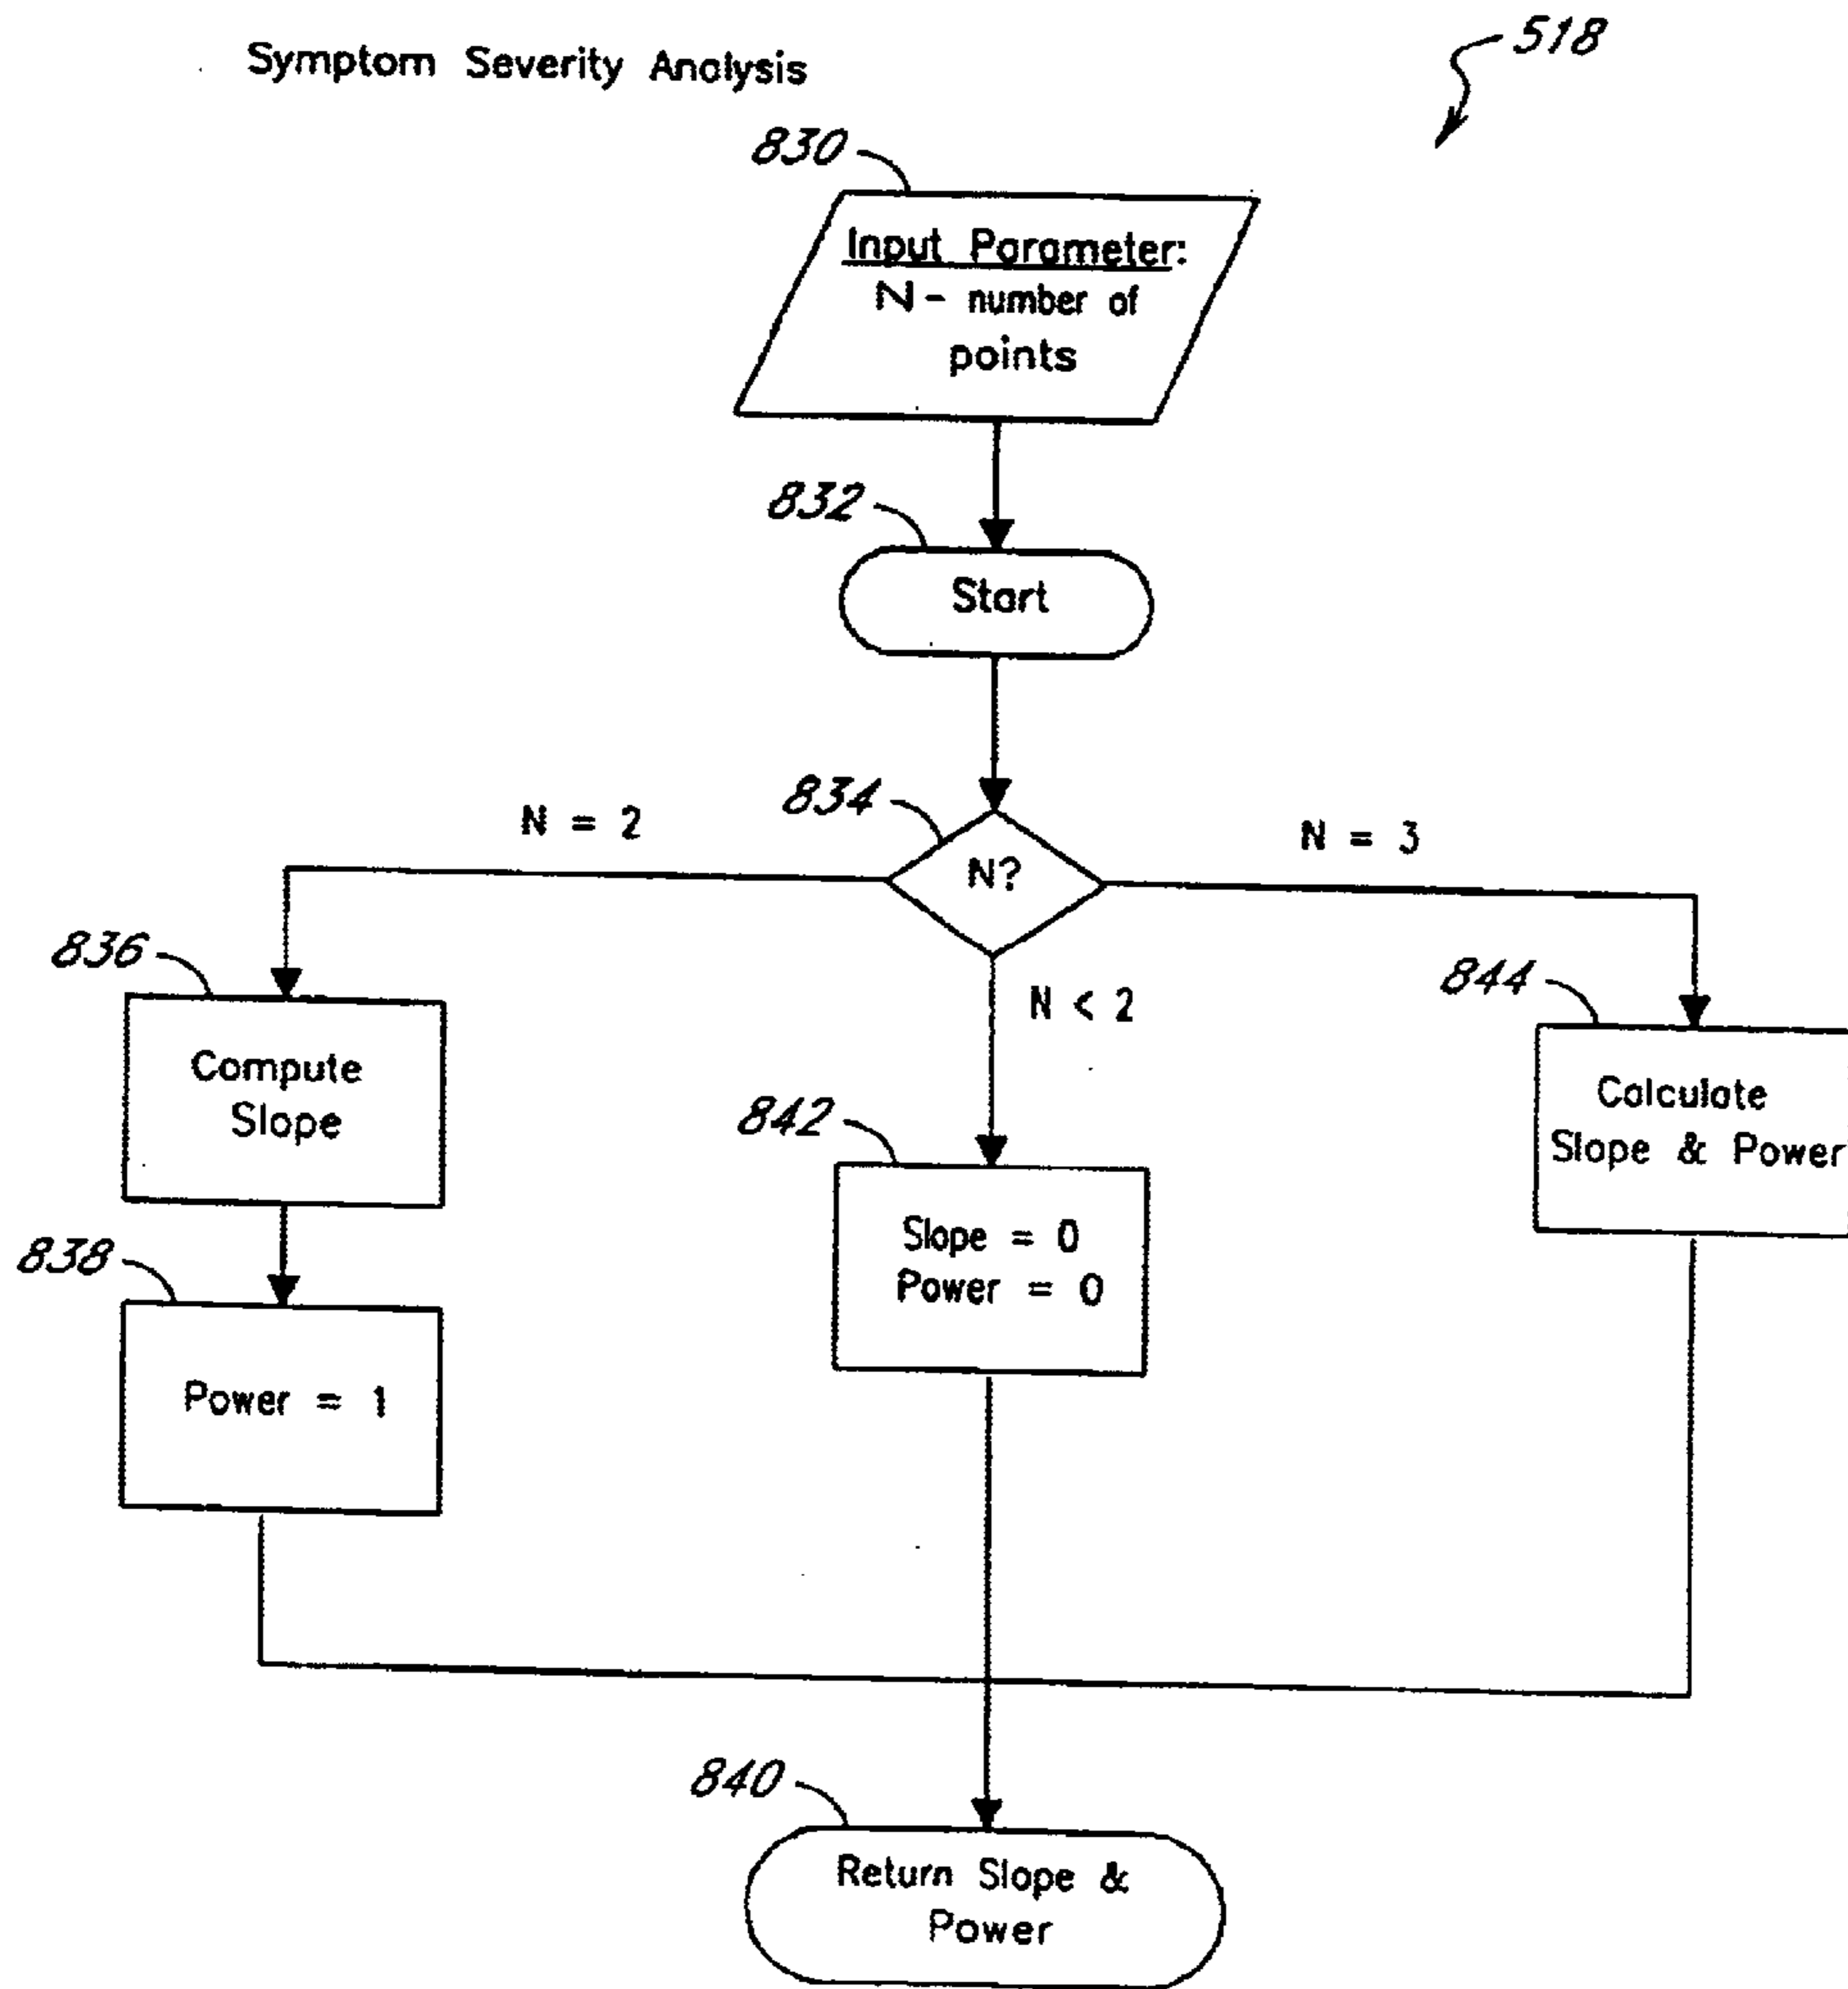 Symptom Severity Analysis
518
830
Input Parameter:
N - number of
points
832
Start
834
N = 2
N?
N = 3
836
N < 2
844
Compute
Slope
842
Calculate
Slope & Power
838
Slope = 0
Power = 0
Power = 1
840
Return Slope &
Power